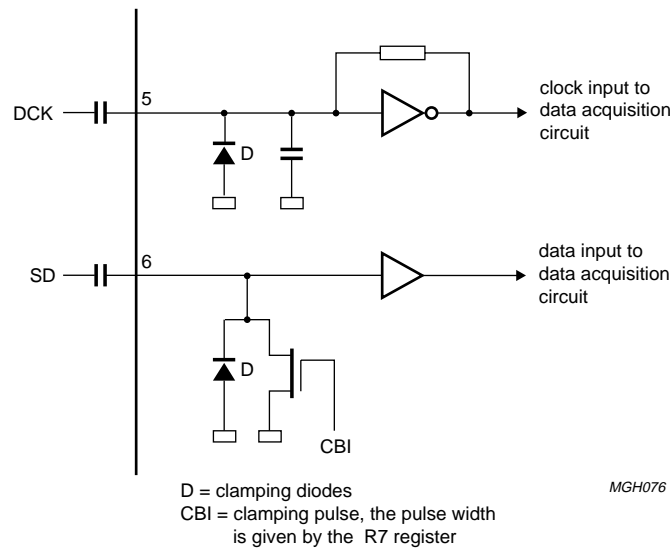 5
DCK
D
clock input to
data acquisition
circuit
6
SD
D
CBI
data input to
data acquisition
circuit
D = clamping diodes
CBI = clamping pulse, the pulse width
is given by the R7 register
MGH076